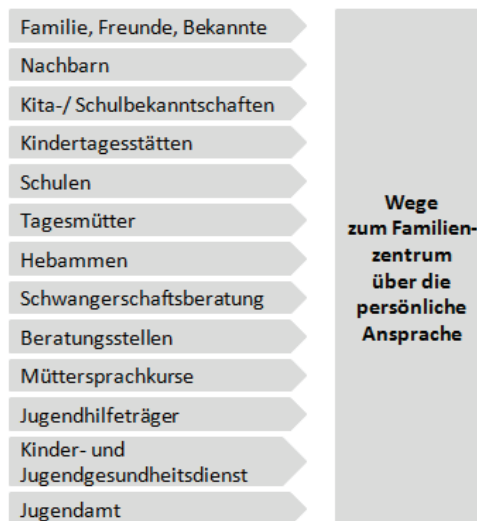 Familie, Freunde, Bekannte
Nachbarn
Kita-/ Schulbekanntschaften
Kindertagesstätten
Schulen
Tagesmütter
Hebammen
Schwangerschaftsberatung
Beratungsstellen
Müttersprachkurse
Jugendhilfeträger
Kinder- und
Jugendgesundheitsdienst
Jugendamt
Wege
zum Familien-
zentrum
über die
persönliche
Ansprache